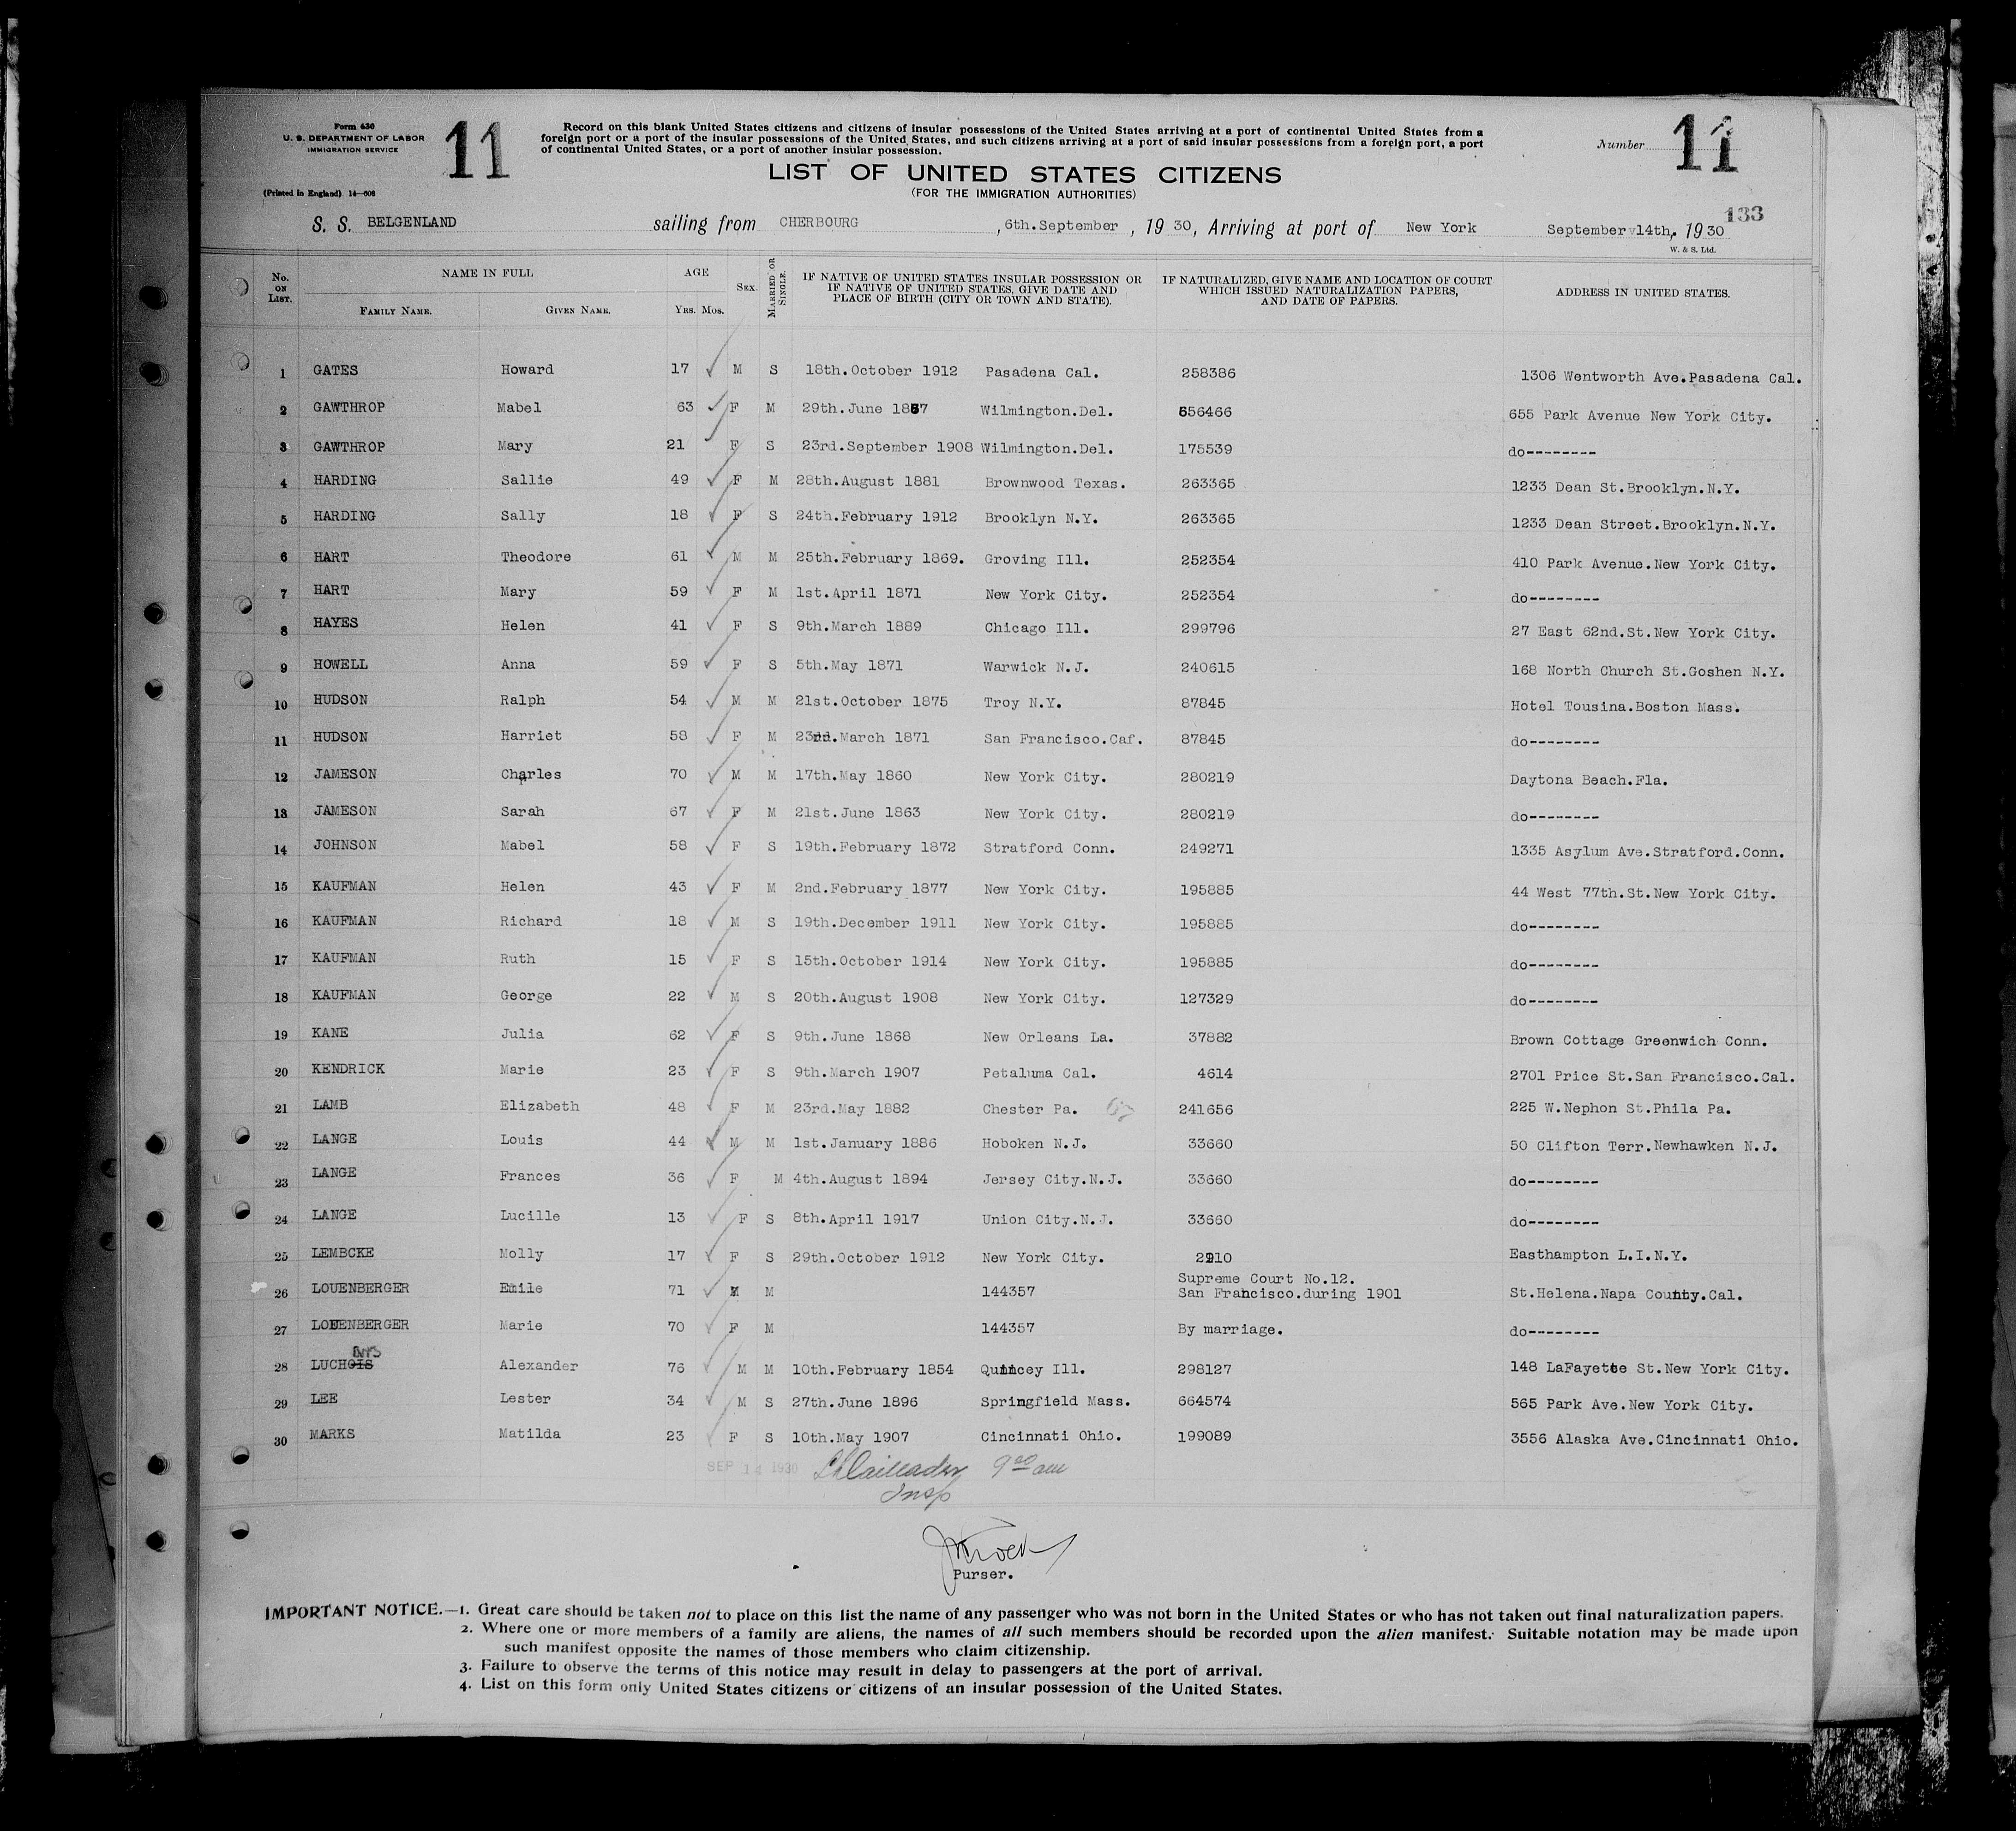 Form 630
U. S. DEPARTMENT OF LABOR
IMMIGRATION SERVICE
(Printed in England) 14—608
11
Record on this blank United States citizens and citizens of insular possessions of the United States arriving at a port of continental United States from a
foreign port or a port of the insular possessions of the United States, and such citizens arriving at a port of said insular possessions from a foreign port, a port
of continental United States, or a port of another insular possession.
Number 11
LIST OF UNITED STATES CITIZENS
(FOR THE IMMIGRATION AUTHORITIES)
133
S. S. BELGENLAND sailing from CHERBOURG , 6th.September , 19 30, Arriving at port of New York September 14th, 19 30
W. & S. Ltd.
No. ON LIST. NAME IN FULL AGE SEX. MARRIED OR SINGLE. IF NATIVE OF UNITED STATES INSULAR POSSESSION OR IF NATIVE OF UNITED STATES, GIVE DATE AND PLACE OF BIRTH (CITY OR TOWN AND STATE). IF NATURALIZED, GIVE NAME AND LOCATION OF COURT WHICH ISSUED NATURALIZATION PAPERS, AND DATE OF PAPERS. ADDRESS IN UNITED STATES.
FAMILY NAME. GIVEN NAME. YRS. MOS.
1 GATES Howard 17 M S 18th.October 1912 Pasadena Cal. 258386 1306 Wentworth Ave.Pasadena Cal.
2 GAWTHROP Mabel 63 F M 29th.June 1867 Wilmington.Del. 656466 655 Park Avenue New York City.
3 GAWTHROP Mary 21 F S 23rd.September 1908 Wilmington.Del. 175539 do--------
4 HARDING Sallie 49 F M 28th.August 1881 Brownwood Texas. 263365 1233 Dean St.Brooklyn.N.Y.
5 HARDING Sally 18 F S 24th.February 1912 Brooklyn N.Y. 263365 1233 Dean Street.Brooklyn.N.Y.
6 HART Theodore 61 M M 25th.February 1869. Groving Ill. 252354 410 Park Avenue.New York City.
7 HART Mary 59 F M 1st.April 1871 New York City. 252354 do--------
8 HAYES Helen 41 F S 9th.March 1889 Chicago Ill. 299796 27 East 62nd.St.New York City.
9 HOWELL Anna 59 F S 5th.May 1871 Warwick N.J. 240615 168 North Church St.Goshen N.Y.
10 HUDSON Ralph 54 M M 21st.October 1875 Troy N.Y. 87845 Hotel Tousina.Boston Mass.
11 HUDSON Harriet 58 F M 23rd.March 1871 San Francisco.Caf. 87845 do--------
12 JAMESON Charles 70 M M 17th.May 1860 New York City. 280219 Daytona Beach.Fla.
13 JAMESON Sarah 67 F M 21st.June 1863 New York City. 280219 do--------
14 JOHNSON Mabel 58 F S 19th.February 1872 Stratford Conn. 249271 1335 Asylum Ave.Stratford.Conn.
15 KAUFMAN Helen 43 F M 2nd.February 1877 New York City. 195885 44 West 77th.St.New York City.
16 KAUFMAN Richard 18 M S 19th.December 1911 New York City. 195885 do--------
17 KAUFMAN Ruth 15 F S 15th.October 1914 New York City. 195885 do--------
18 KAUFMAN George 22 M S 20th.August 1908 New York City. 127329 do--------
19 KANE Julia 62 F S 9th.June 1868 New Orleans La. 37882 Brown Cottage Greenwich Conn.
20 KENDRICK Marie 23 F S 9th.March 1907 Petaluma Cal. 4614 2701 Price St.San Francisco.Cal.
21 LAMB Elizabeth 48 F M 23rd.May 1882 Chester Pa. 241656 225 W.Nephon St.Phila Pa.
22 LANGE Louis 44 M M 1st.January 1886 Hoboken N.J. 33660 50 Clifton Terr.Newhawken N.J.
23 LANGE Frances 36 F M 4th.August 1894 Jersey City.N.J. 33660 do--------
24 LANGE Lucille 13 F S 8th.April 1917 Union City.N.J. 33660 do--------
25 LEMBCKE Molly 17 F S 29th.October 1912 New York City. 2910 Easthampton L.I.N.Y.
26 LOUENBERGER Emile 71 M M 144357 Supreme Court No.12. San Francisco.during 1901 St.Helena.Napa County.Cal.
27 LOUENBERGER Marie 70 F M 144357 By marriage. do--------
28 LUCHOIS Alexander 76 M M 10th.February 1854 Quincey Ill. 298127 148 LaFayette St.New York City.
29 LEE Lester 34 M S 27th.June 1896 Springfield Mass. 664574 565 Park Ave.New York City.
30 MARKS Matilda 23 F S 10th.May 1907 Cincinnati Ohio. 199089 3556 Alaska Ave.Cincinnati Ohio.
SEP 14 1930 9 00 am
Insp
Purser.
IMPORTANT NOTICE.—1. Great care should be taken not to place on this list the name of any passenger who was not born in the United States or who has not taken out final naturalization papers.
2. Where one or more members of a family are aliens, the names of all such members should be recorded upon the alien manifest. Suitable notation may be made upon
such manifest opposite the names of those members who claim citizenship.
3. Failure to observe the terms of this notice may result in delay to passengers at the port of arrival.
4. List on this form only United States citizens or citizens of an insular possession of the United States.